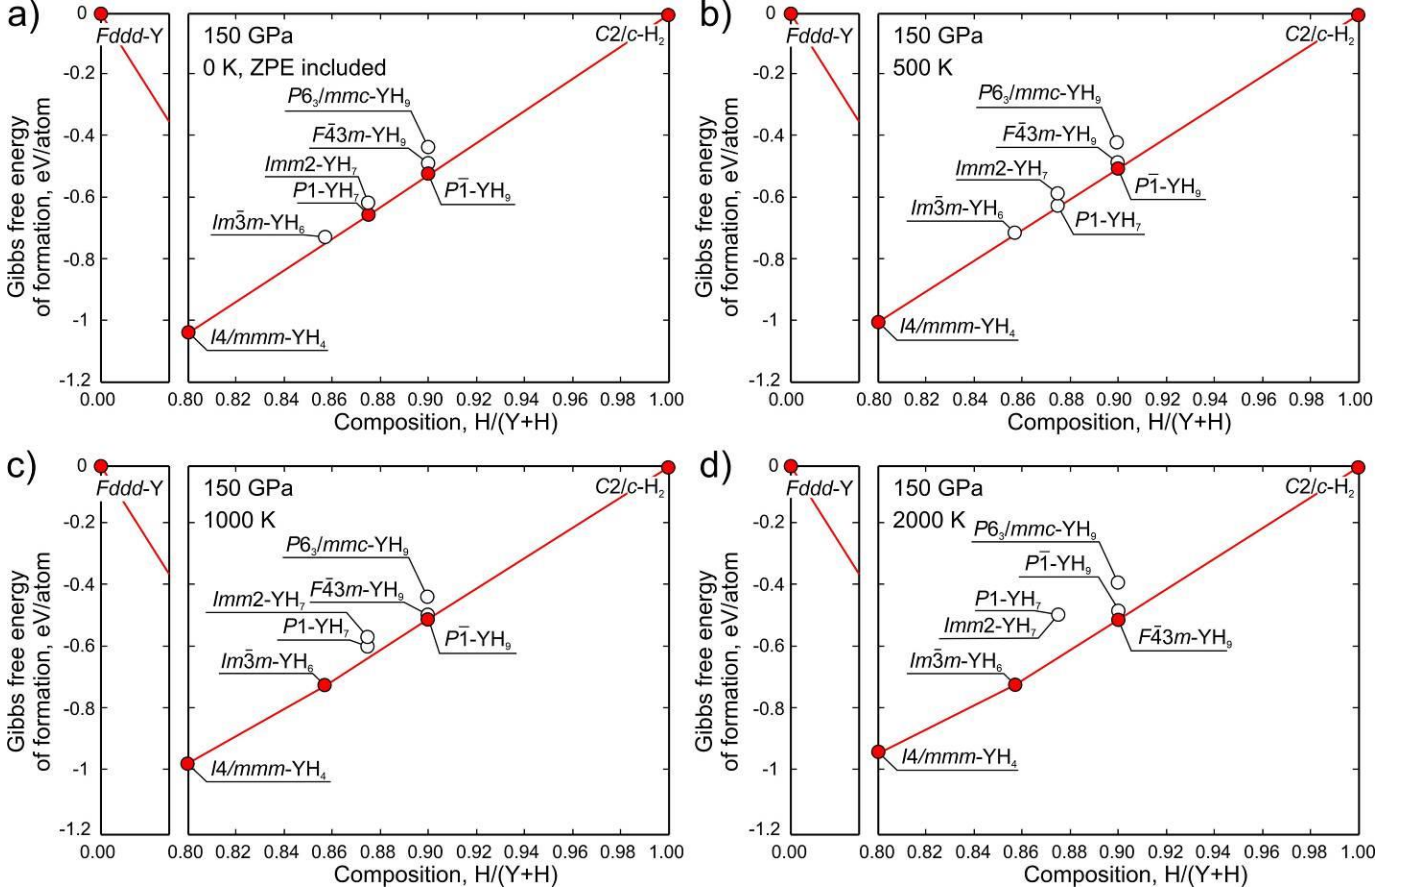 a)
Gibbs free energy
of formation, eV/atom
0
-0.2
-0.4
-0.6
-0.8
-1
-1.2
Fddd-Y
150 GPa
0 K, ZPE included
C2/c-H₂
P6₃/mmc-YH₉
F4̄3m-YH₉
Imm2-YH₇
P1-YH₇
P1̄-YH₉
Im3̄m-YH₆
I4/mmm-YH₄
0.00 0.80 0.82 0.84 0.86 0.88 0.90 0.92 0.94 0.96 0.98 1.00
Composition, H/(Y+H)
b)
Gibbs free energy
of formation, eV/atom
0
-0.2
-0.4
-0.6
-0.8
-1
-1.2
Fddd-Y
150 GPa
500 K
C2/c-H₂
P6₃/mmc-YH₉
F4̄3m-YH₉
Imm2-YH₇
P1̄-YH₉
Im3̄m-YH₆
P1-YH₇
I4/mmm-YH₄
0.00 0.80 0.82 0.84 0.86 0.88 0.90 0.92 0.94 0.96 0.98 1.00
Composition, H/(Y+H)
c)
Gibbs free energy
of formation, eV/atom
0
-0.2
-0.4
-0.6
-0.8
-1
-1.2
Fddd-Y
150 GPa
1000 K
C2/c-H₂
P6₃/mmc-YH₉
F4̄3m-YH₉
Imm2-YH₇
P1-YH₇
P1̄-YH₉
Im3̄m-YH₆
I4/mmm-YH₄
0.00 0.80 0.82 0.84 0.86 0.88 0.90 0.92 0.94 0.96 0.98 1.00
Composition, H/(Y+H)
d)
Gibbs free energy
of formation, eV/atom
0
-0.2
-0.4
-0.6
-0.8
-1
-1.2
Fddd-Y
150 GPa
2000 K
C2/c-H₂
P6₃/mmc-YH₉
P1̄-YH₉
P1-YH₇
Imm2-YH₇
F4̄3m-YH₉
Im3̄m-YH₆
I4/mmm-YH₄
0.00 0.80 0.82 0.84 0.86 0.88 0.90 0.92 0.94 0.96 0.98 1.00
Composition, H/(Y+H)